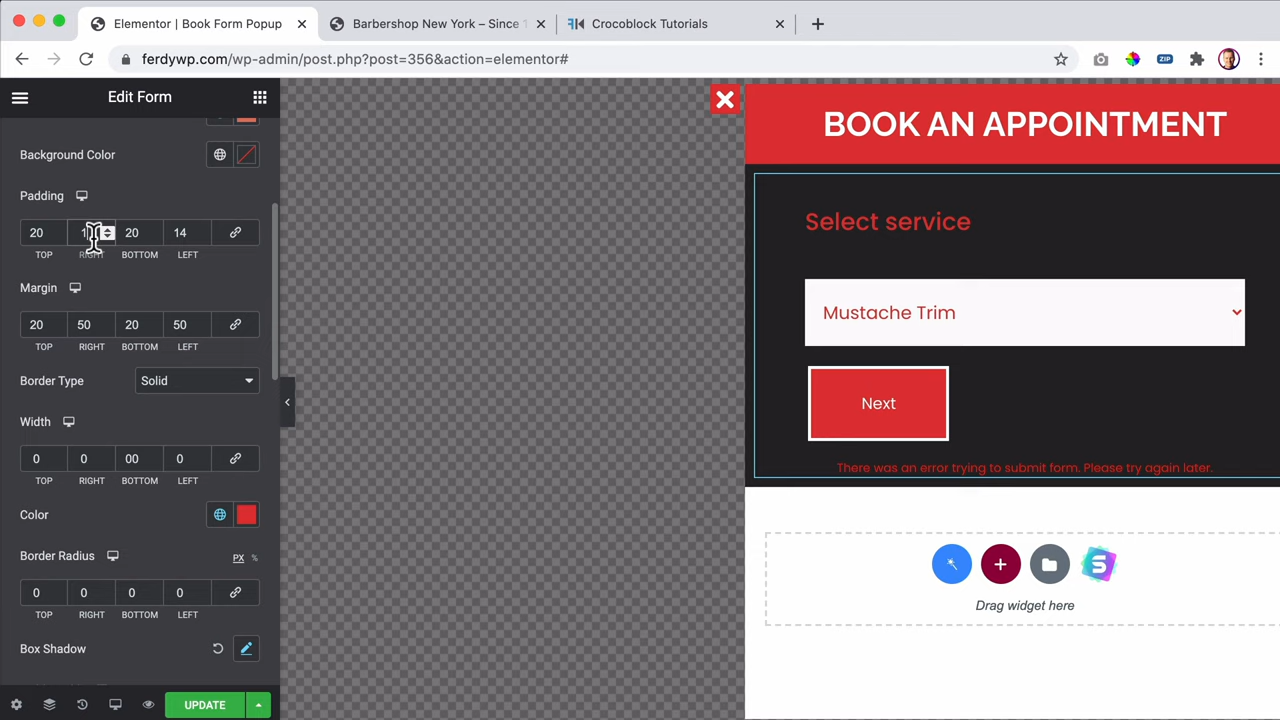 Elementor | Book Form Popup
Barbershop New York – Since 1
Crocoblock Tutorials
ferdywp.com/wp-admin/post.php?post=356&action=elementor#
ZIP
Edit Form
Background Color
Padding
20 20 14
TOP RIGHT BOTTOM LEFT
Margin
20 50 20 50
TOP RIGHT BOTTOM LEFT
Border Type Solid
Width
0 0 00 0
TOP RIGHT BOTTOM LEFT
Color
Border Radius PX %
0 0 0 0
TOP RIGHT BOTTOM LEFT
Box Shadow
UPDATE
BOOK AN APPOINTMENT
Select service
Mustache Trim
Next
There was an error trying to submit form. Please try again later.
Drag widget here